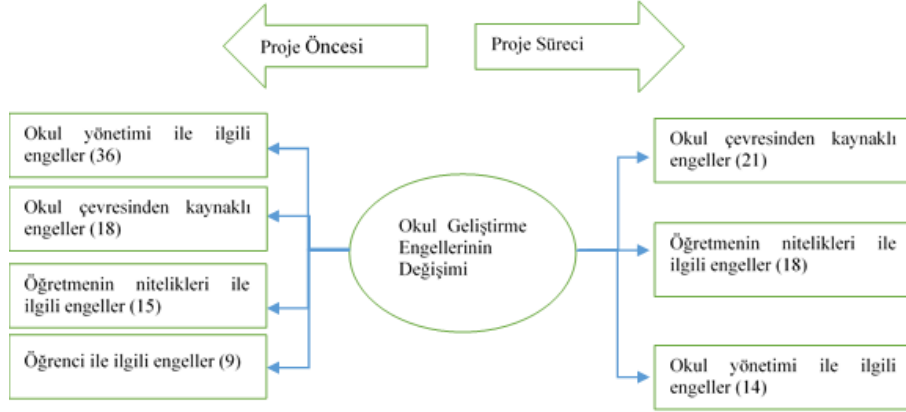 Proje Öncesi
Proje Süreci
Okul yönetimi ile ilgili
engeller (36)
Okul çevresinden kaynaklı
engeller (18)
Öğretmenin nitelikleri ile
ilgili engeller (15)
Öğrenci ile ilgili engeller (9)
Okul Geliştirme
Engellerinin
Değişimi
Okul çevresinden kaynaklı
engeller (21)
Öğretmenin nitelikleri ile
ilgili engeller (18)
Okul yönetimi ile ilgili
engeller (14)